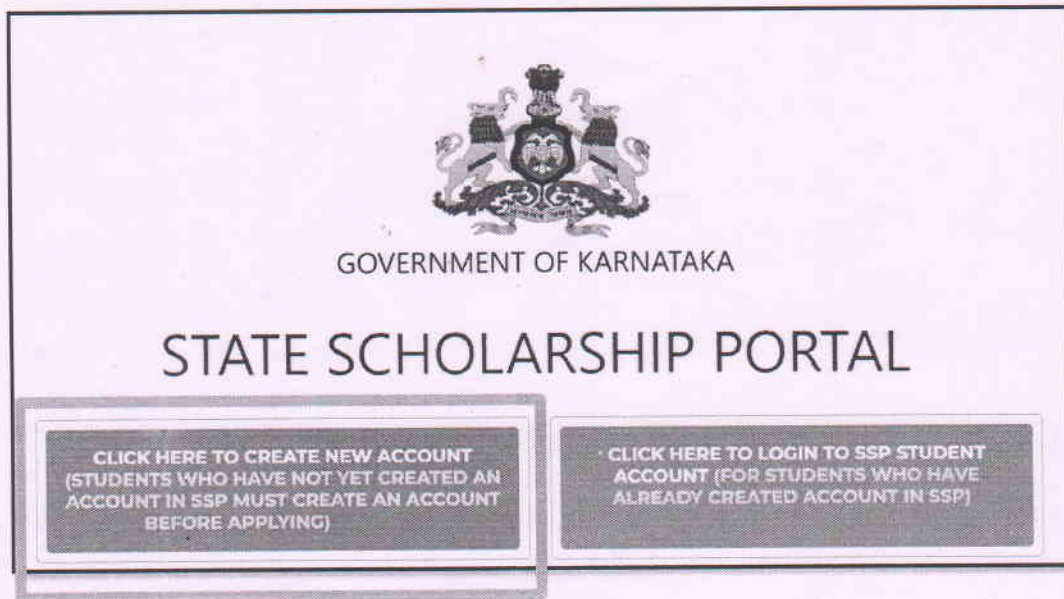 GOVERNMENT OF KARNATAKA
STATE SCHOLARSHIP PORTAL
CLICK HERE TO CREATE NEW ACCOUNT
(STUDENTS WHO HAVE NOT YET CREATED AN
ACCOUNT IN SSP MUST CREATE AN ACCOUNT
BEFORE APPLYING)
CLICK HERE TO LOGIN TO SSP STUDENT
ACCOUNT (FOR STUDENTS WHO HAVE
ALREADY CREATED ACCOUNT IN SSP)